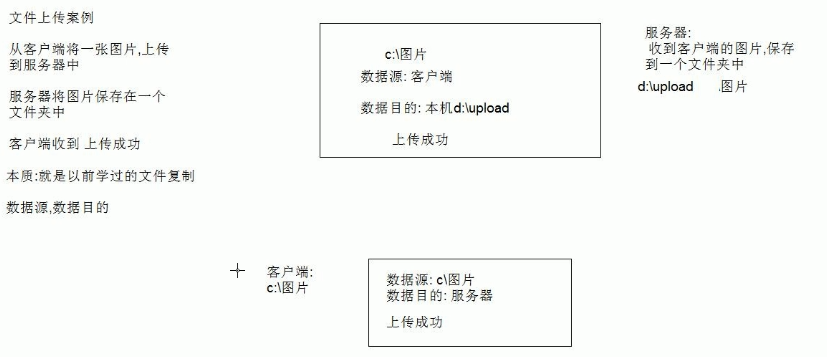 文件上传案例
从客户端将一张图片,上传
到服务器中
服务器将图片保存在一个
文件夹中
客户端收到 上传成功
本质:就是以前学过的文件复制
数据源,数据目的
c:\图片
数据源: 客户端
数据目的: 本机d:\upload
上传成功
服务器:
收到客户端的图片,保存
到一个文件夹中
d:\upload .图片
客户端:
c:\图片
数据源: c\图片
数据目的: 服务器
上传成功